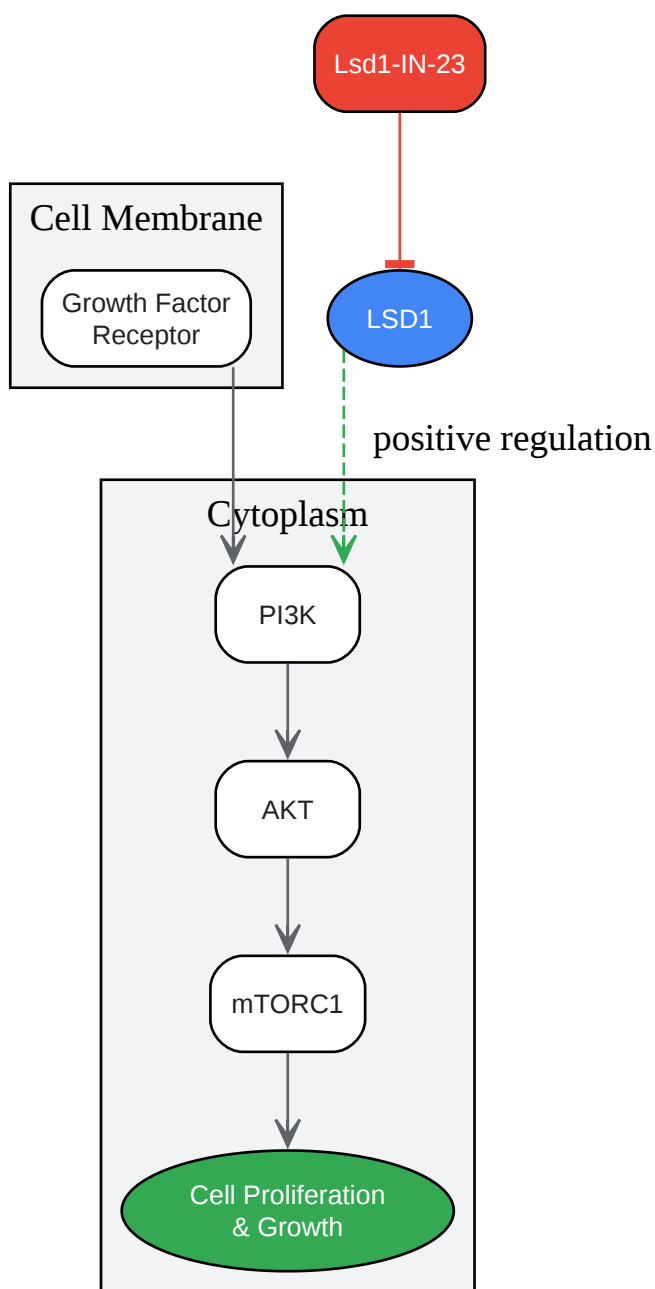 Lsd1-IN-23
Cell Membrane
Growth Factor
Receptor
LSD1
positive regulation
Cytoplasm
PI3K
AKT
mTORC1
Cell Proliferation
& Growth